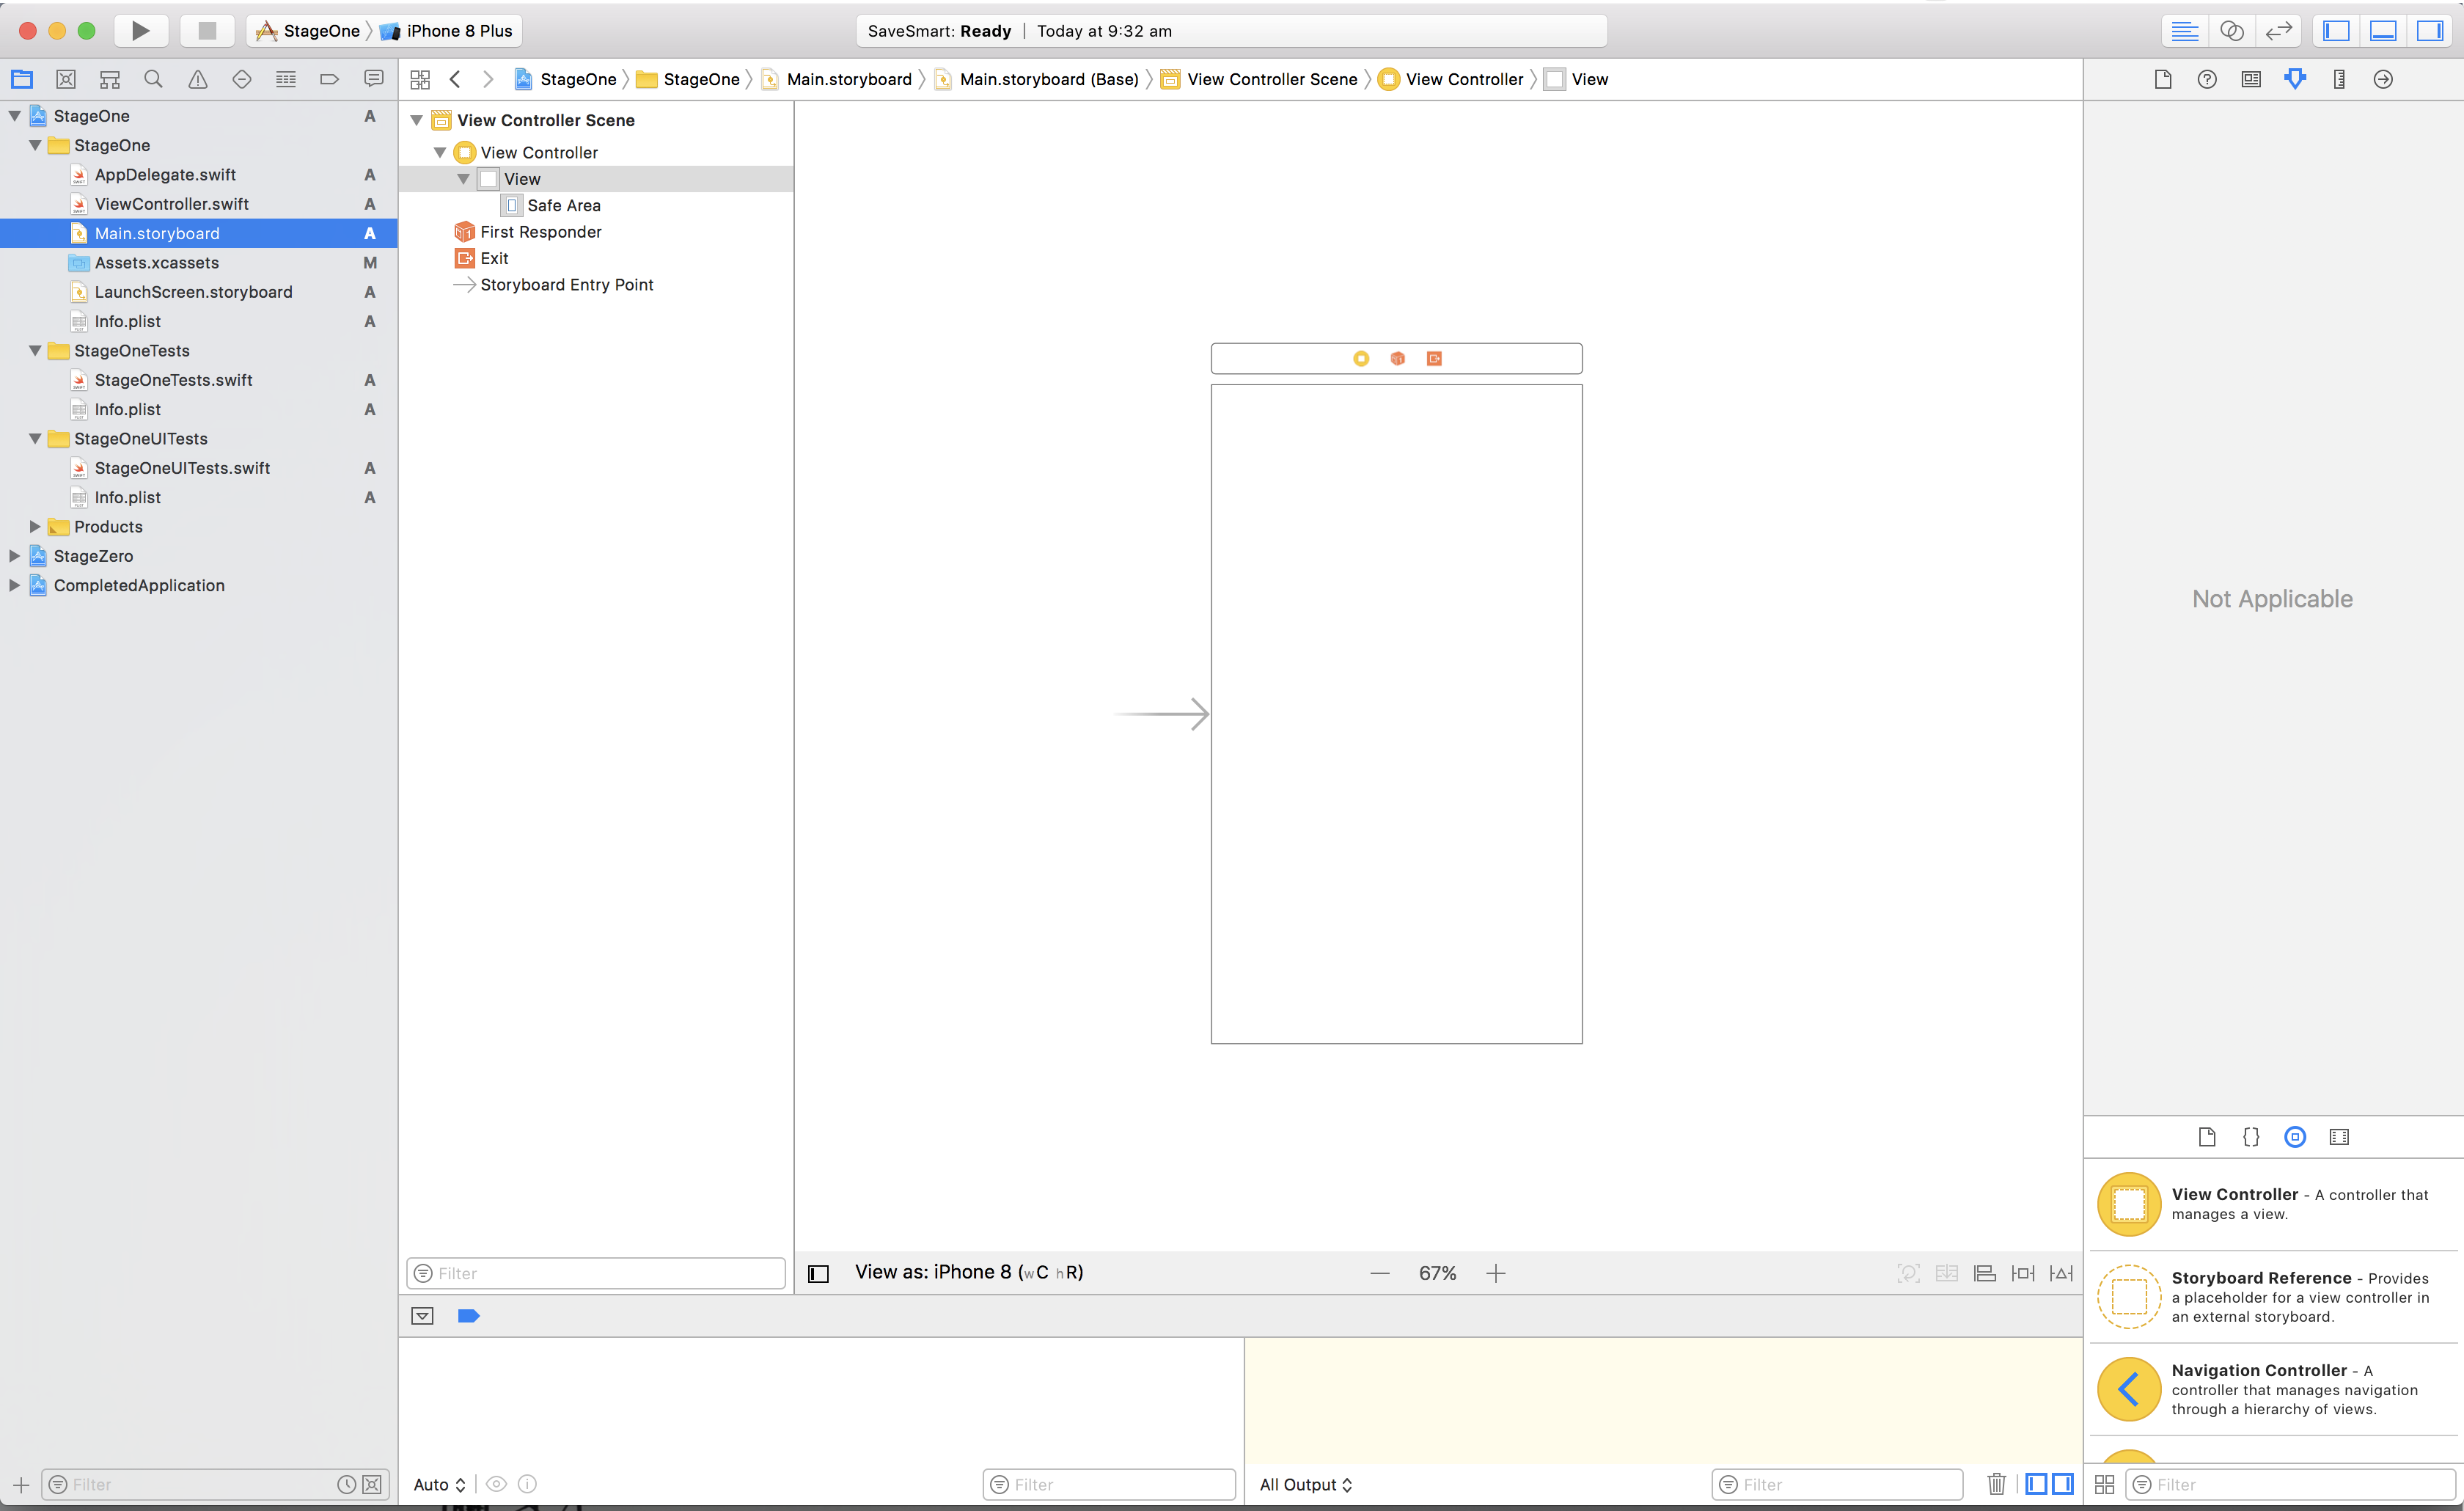 StageOne iPhone 8 Plus
SaveSmart: Ready | Today at 9:32 am
StageOne StageOne Main.storyboard Main.storyboard (Base) View Controller Scene View Controller View
StageOne A
StageOne
AppDelegate.swift A
ViewController.swift A
Main.storyboard A
Assets.xcassets M
LaunchScreen.storyboard A
Info.plist A
StageOneTests
StageOneTests.swift A
Info.plist A
StageOneUITests
StageOneUITests.swift A
Info.plist A
Products
StageZero
CompletedApplication
Filter
View Controller Scene
View Controller
View
Safe Area
First Responder
Exit
Storyboard Entry Point
Filter
View as: iPhone 8 (wC hR)
67%
Auto
Filter
All Output
Filter
Not Applicable
View Controller - A controller that
manages a view.
Storyboard Reference - Provides
a placeholder for a view controller in
an external storyboard.
Navigation Controller - A
controller that manages navigation
through a hierarchy of views.
Filter